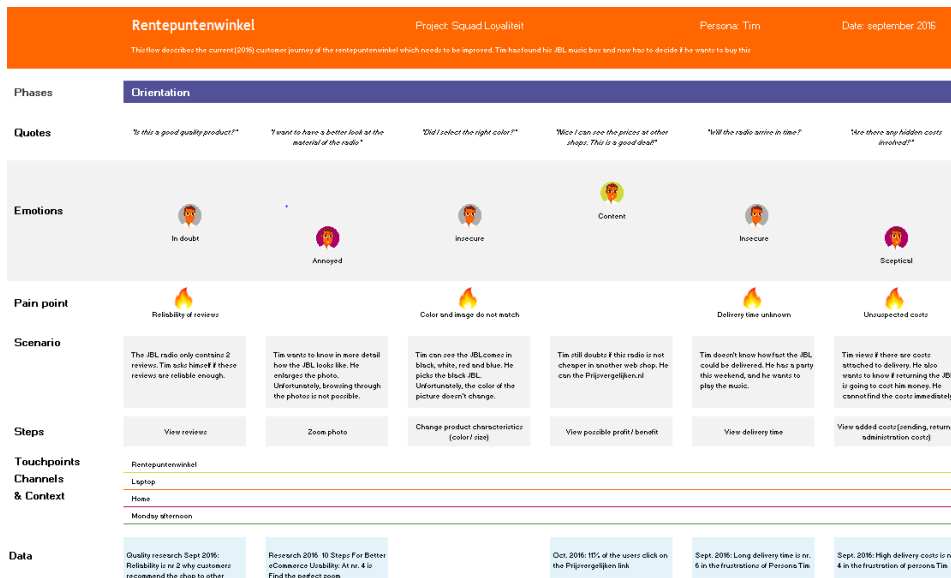 Rentepuntenwinkel
Project: Squad Loyaliteit
Persona: Tim
Date: september 2016
This flow describes the current (2016) customer journey of the rentepuntenwinkel which needs to be improved. Tim has found his JBL music box and now has to decide if he wants to buy this
Phases
Orientation
Quotes
"Is this a good quality product?"
"I want to have a better look at the
material of the radio"
"Did I select the right color?"
"Nice I can see the prices at other
shops. This is a good deal!"
"Will the radio arrive in time?
"Are there any hidden costs
involved?"
Emotions
In doubt
Annoyed
insecure
Content
Insecure
Sceptical
Pain point
Reliability of reviews
Color and image do not match
Delivery time unknown
Unsuspected costs
Scenario
The JBL radio only contains 2
reviews. Tim asks himself if these
reviews are reliable enough.
Tim wants to know in more detail
how the JBL looks like. He
enlarges the photo.
Unfortunately, browsing through
the photos is not possible.
Tim can see the JBLcomes in
black, white, red and blue. He
picks the black JBL.
Unfortunately, the color of the
picture doesn't change.
Tim still doubts if this radio is not
cheaper in another web shop. He
can the Prijsvergelijken.nl
Tim doesn't know how fast the JBL
could be delivered. He has a party
this weekend, and he wants to
play the music.
Tim views if there are costs
attached to delivery. He also
wants to know if returning the JBL
is going to cost him money. He
cannot find the costs immediately
Steps
View reviews
Zoom photo
Change product characteristics
(color / size)
View possible profit / benefit
View delivery time
View added costs (sending, return,
administration costs)
Touchpoints
Channels
& Context
Rentepuntenwinkel
Laptop
Home
Monday afternoon
Data
Quality research Sept 2016:
Reliability is nr 2 why customers
recommend the shop to other
Research 2016 10 Steps For Better
eCommerce Usability: At nr. 4 is
Find the perfect zoom
Oct. 2016: 11% of the users click on
the Prijsvergelijken link
Sept. 2016: Long delivery time is nr.
6 in the frustrations of Persona Tim
Sept. 2016: High delivery costs is n
4 in the frustration of persona Tim